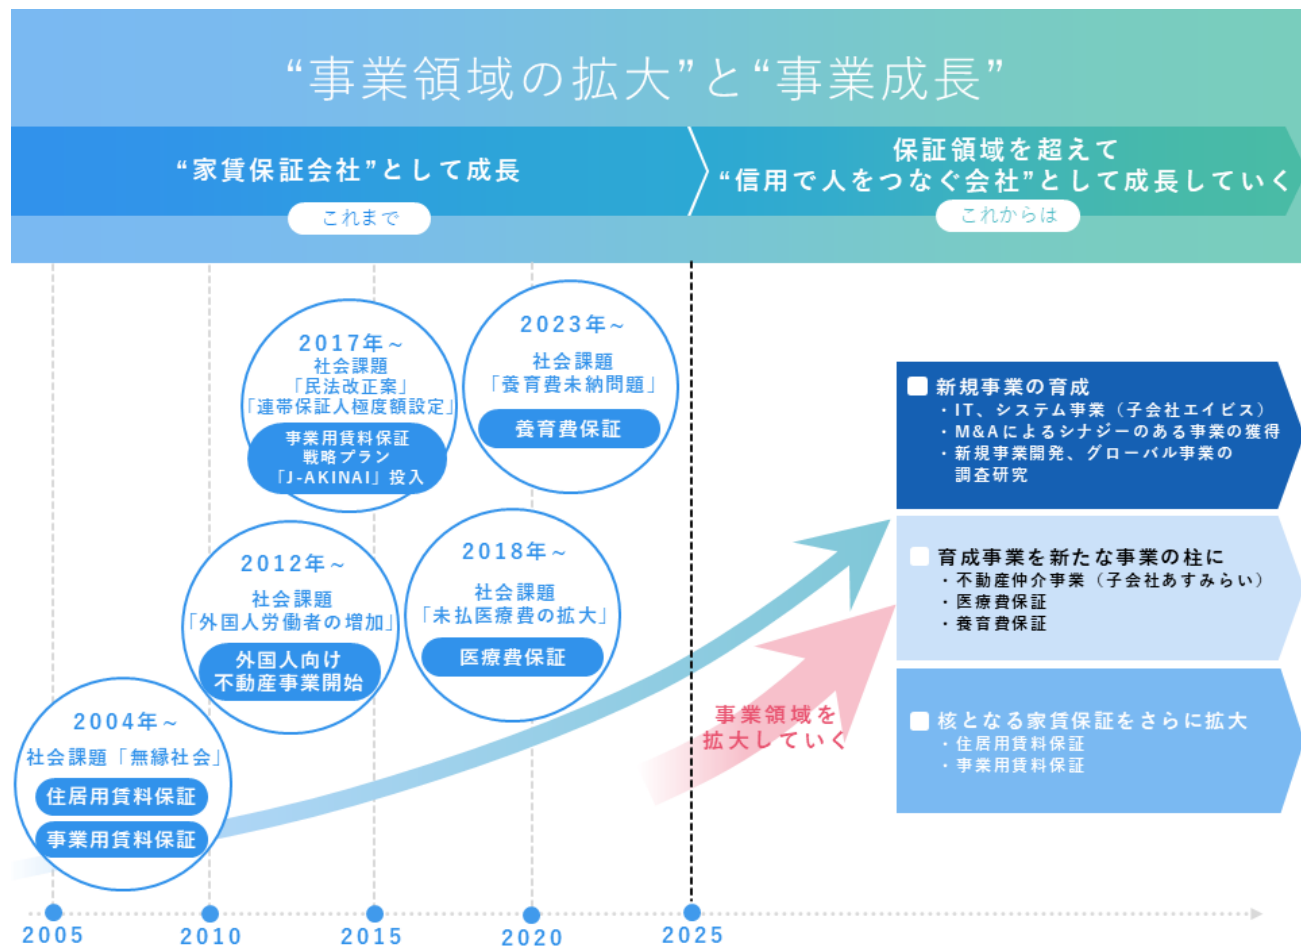 “事業領域の拡大”と“事業成長”
“家賃保証会社”として成長
これまで
保証領域を超えて
“信用で人をつなぐ会社”として成長していく
これからは
2017年～
社会課題
「民法改正案」
「連帯保証人極度額設定」
事業用賃料保証
戦略プラン
「J-AKINAI」投入
2023年～
社会課題
「養育費未納問題」
養育費保証
2012年～
社会課題
「外国人労働者の増加」
外国人向け
不動産事業開始
2018年～
社会課題
「未払医療費の拡大」
医療費保証
2004年～
社会課題「無縁社会」
住居用賃料保証
事業用賃料保証
事業領域を
拡大していく
新規事業の育成
・IT、システム事業（子会社エイビス）
・M&Aによるシナジーのある事業の獲得
・新規事業開発、グローバル事業の
調査研究
育成事業を新たな事業の柱に
・不動産仲介事業（子会社あすみらい）
・医療費保証
・養育費保証
核となる家賃保証をさらに拡大
・住居用賃料保証
・事業用賃料保証
2005
2010
2015
2020
2025